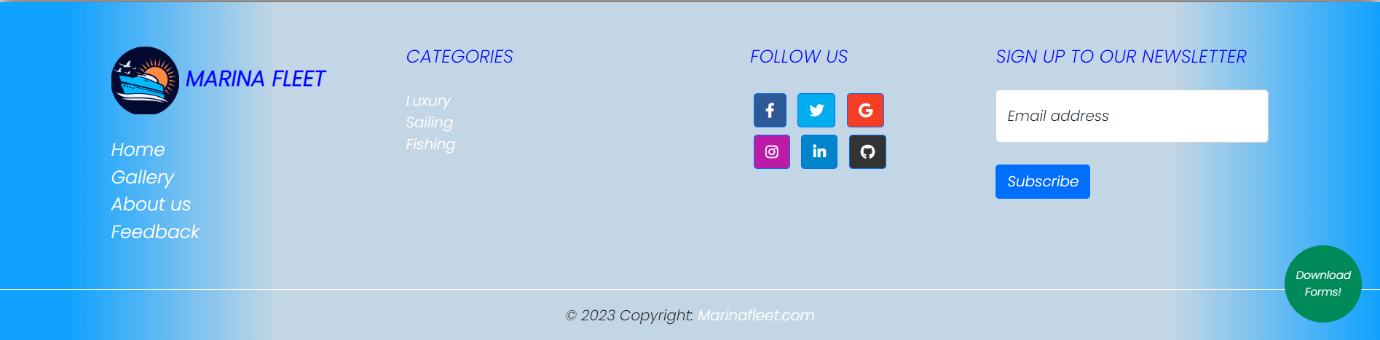 MARINA FLEET
Home
Gallery
About us
Feedback
CATEGORIES
Luxury
Sailing
Fishing
FOLLOW US
SIGN UP TO OUR NEWSLETTER
Email address
Subscribe
Download
Forms!
© 2023 Copyright: Marinafleet.com